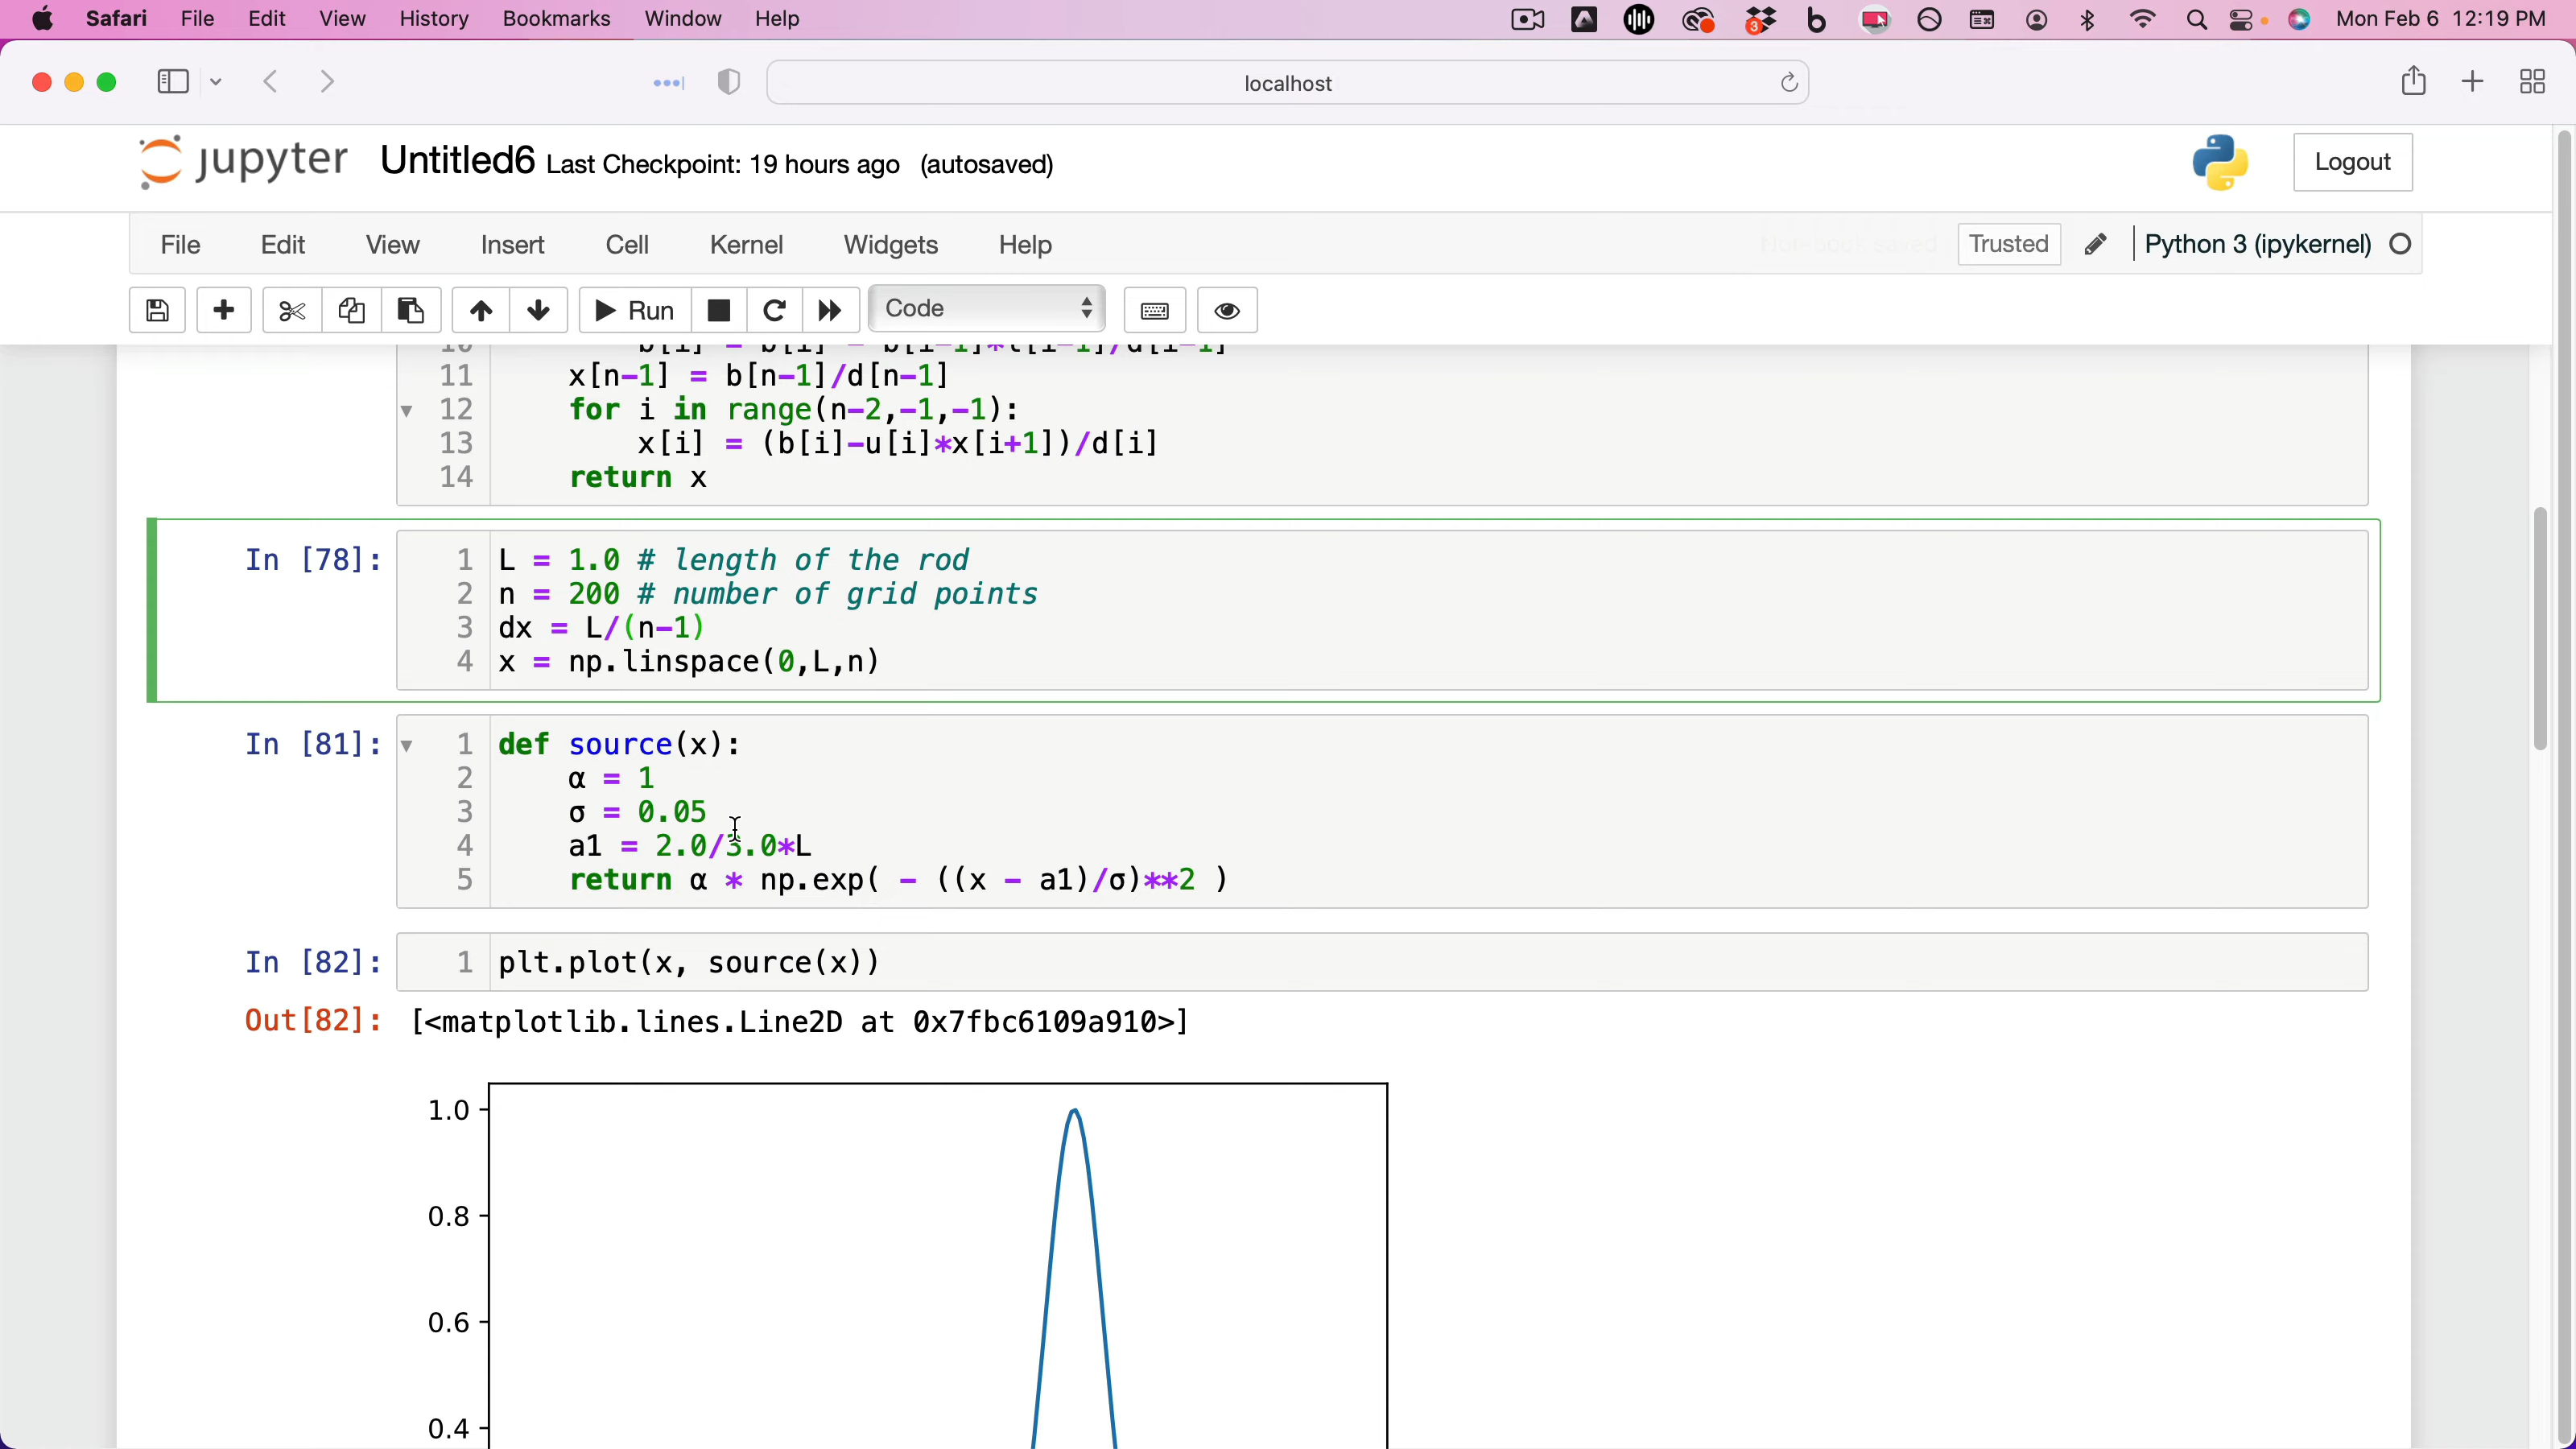 Safari File Edit View History Bookmarks Window Help 3 Mon Feb 6 12:19 PM
localhost
jupyter Untitled6 Last Checkpoint: 19 hours ago (autosaved) Logout
File Edit View Insert Cell Kernel Widgets Help Trusted Python 3 (ipykernel)
Run Code
10 b[i] = b[i] - b[i-1]*l[i-1]/d[i-1]
11 x[n-1] = b[n-1]/d[n-1]
12 for i in range(n-2,-1,-1):
13 x[i] = (b[i]-u[i]*x[i+1])/d[i]
14 return x
In [78]: 1 L = 1.0 # length of the rod
2 n = 200 # number of grid points
3 dx = L/(n-1)
4 x = np.linspace(0,L,n)
In [81]: 1 def source(x):
2 α = 1
3 σ = 0.05
4 a1 = 2.0/3.0*L
5 return α * np.exp( - ((x - a1)/σ)**2 )
In [82]: 1 plt.plot(x, source(x))
Out[82]: [<matplotlib.lines.Line2D at 0x7fbc6109a910>]
1.0
0.8
0.6
0.4